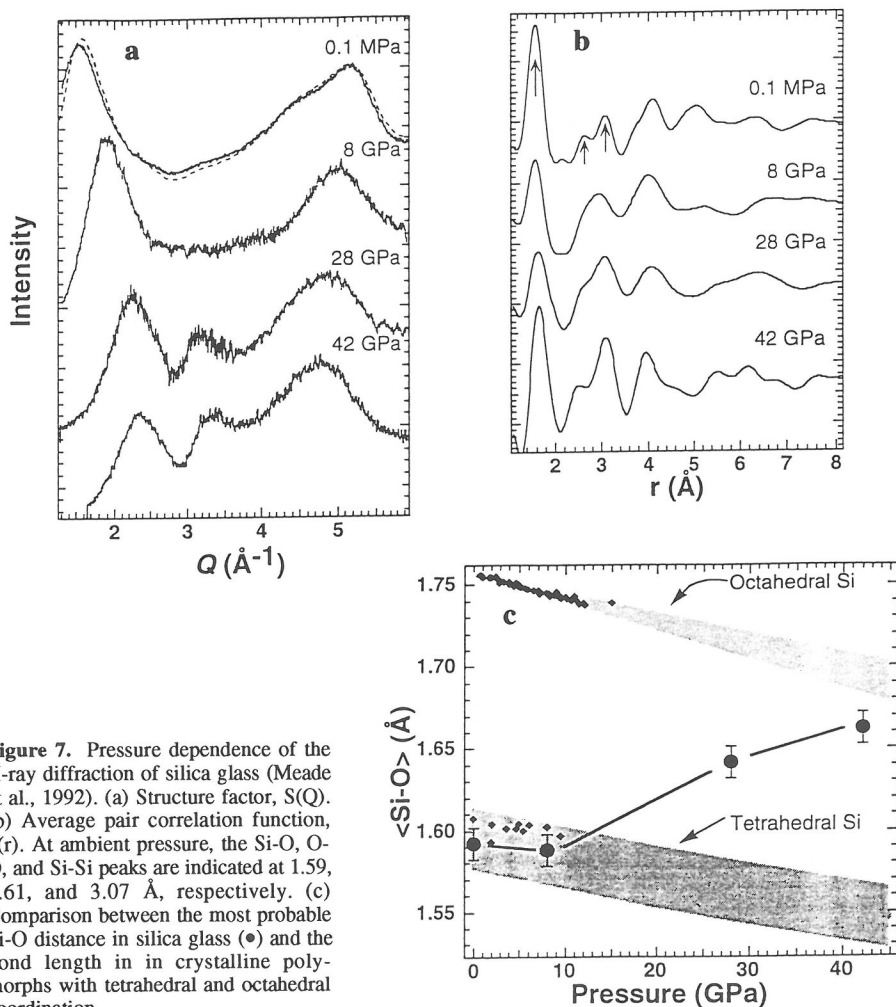 a
0.1 MPa
8 GPa
28 GPa
42 GPa
Intensity
2 3 4 5
Q (Å-1)
b
0.1 MPa
8 GPa
28 GPa
42 GPa
2 3 4 5 6 7 8
r (Å)
c
Octahedral Si
Tetrahedral Si
1.75
1.70
1.65
1.60
1.55
<Si-O> (Å)
0 10 20 30 40
Pressure (GPa)
igure 7. Pressure dependence of the
-ray diffraction of silica glass (Meade
t al., 1992). (a) Structure factor, S(Q).
b) Average pair correlation function,
(r). At ambient pressure, the Si-O, O-
, and Si-Si peaks are indicated at 1.59,
.61, and 3.07 Å, respectively. (c)
omparison between the most probable
i-O distance in silica glass (●) and the
ond length in in crystalline poly-
morphs with tetrahedral and octahedral